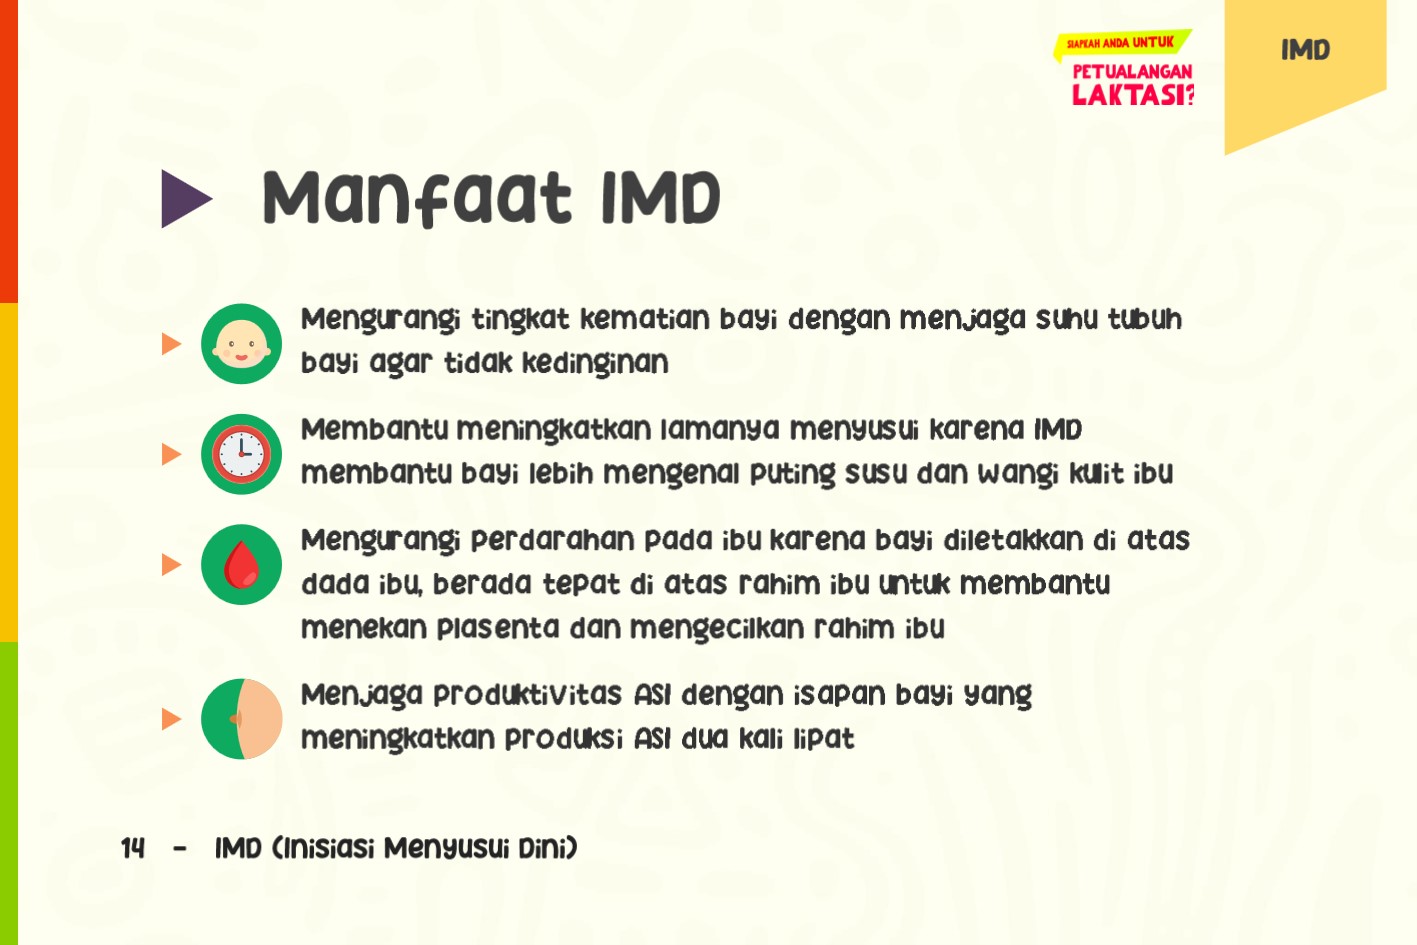 SIAPKAH ANDA UNTUK
PETUALANGAN
LAKTASI?
IMD
Manfaat IMD
Mengurangi tingkat kematian bayi dengan menjaga suhu tubuh
bayi agar tidak kedinginan
Membantu meningkatkan lamanya menyusui karena IMD
membantu bayi lebih mengenal puting susu dan wangi kulit ibu
Mengurangi perdarahan pada ibu karena bayi diletakkan di atas
dada ibu, berada tepat di atas rahim ibu untuk membantu
menekan plasenta dan mengecilkan rahim ibu
Menjaga produktivitas ASI dengan isapan bayi yang
meningkatkan produksi ASI dua kali lipat
14 - IMD (Inisiasi Menyusui Dini)